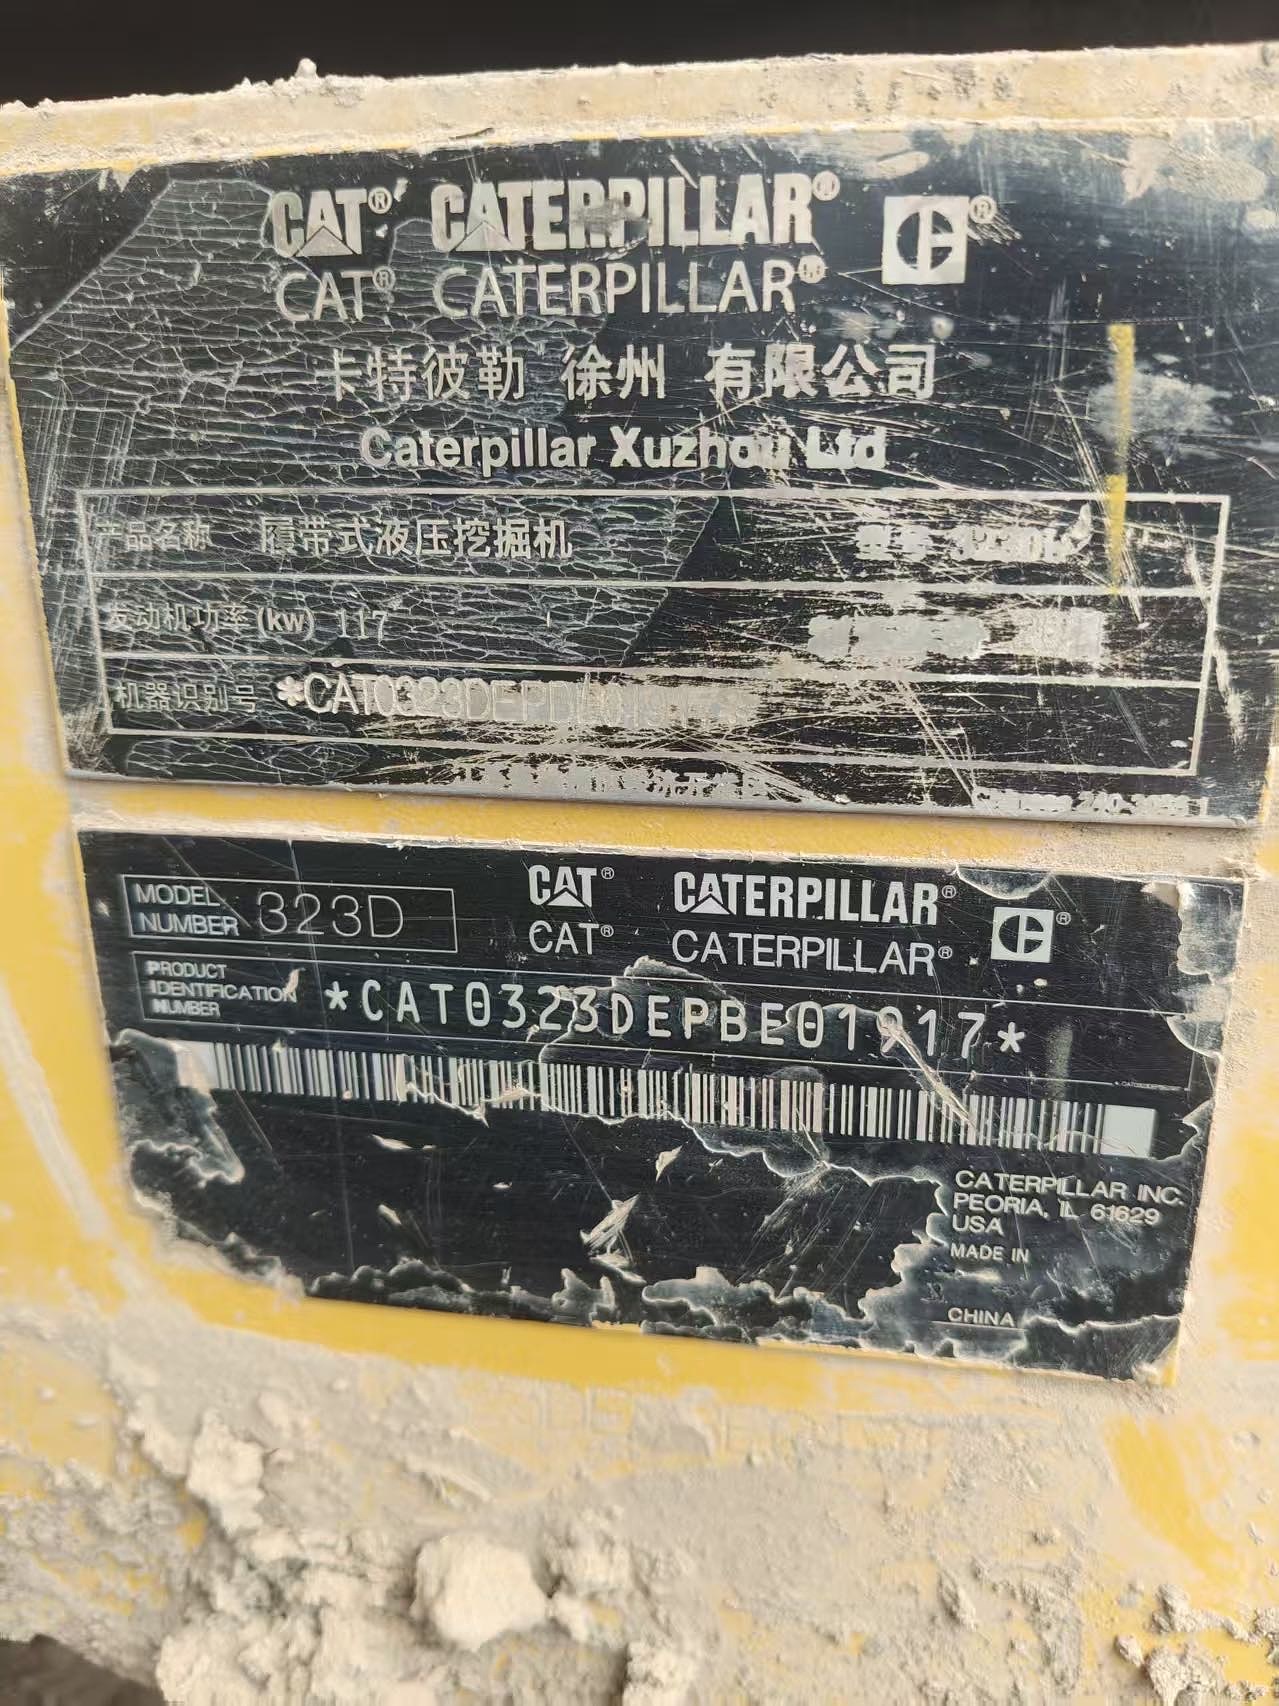 CAT® CATERPILLAR®
CAT® CATERPILLAR®
卡特彼勒 徐州 有限公司
Caterpillar Xuzhou Ltd
产品名称 履带式液压挖掘机
发动机功率(kw) 117
机器识别号
MODEL NUMBER 323D
CAT® CATERPILLAR®
CAT® CATERPILLAR®
PRODUCT IDENTIFICATION NUMBER *CAT0323DEPBE01917*
CATERPILLAR INC.
PEORIA, IL 61629
USA
MADE IN
CHINA